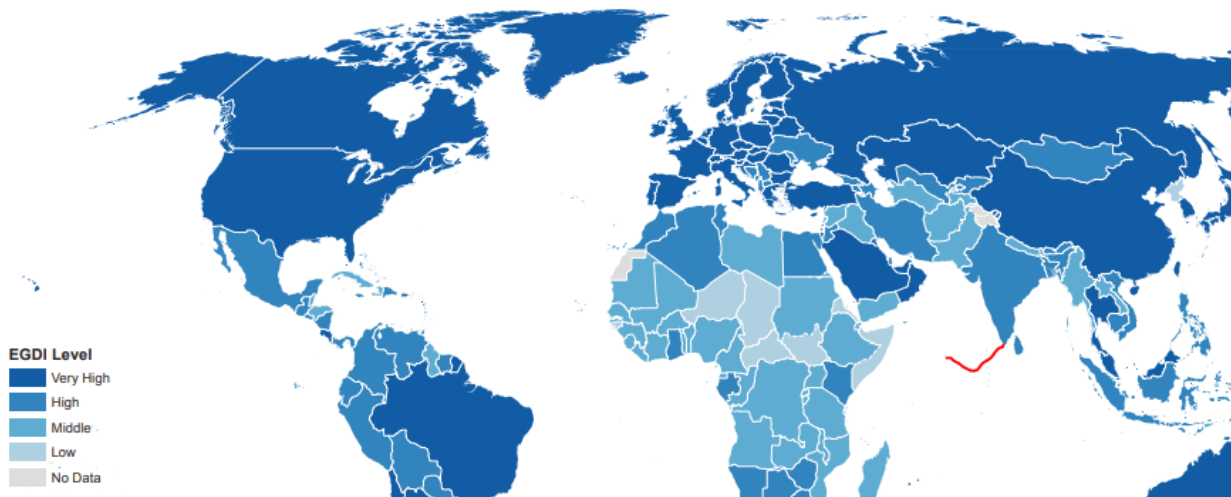 EGDI Level
Very High
High
Middle
Low
No Data